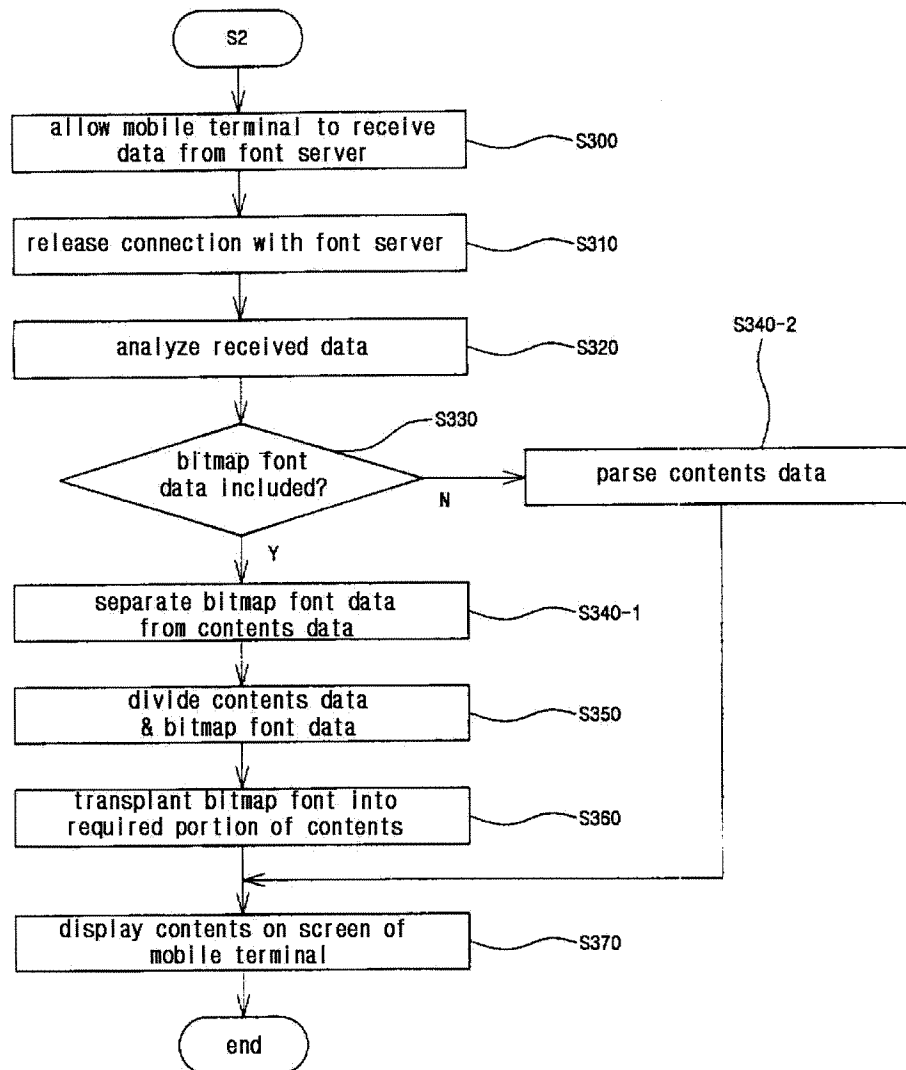 S2
allow mobile terminal to receive
data from font server
S300
release connection with font server
S310
analyze received data
S320
S340-2
S330
bitmap font
data included?
N
parse contents data
Y
separate bitmap font data
from contents data
S340-1
divide contents data
& bitmap font data
S350
transplant bitmap font into
required portion of contents
S360
display contents on screen of
mobile terminal
S370
end